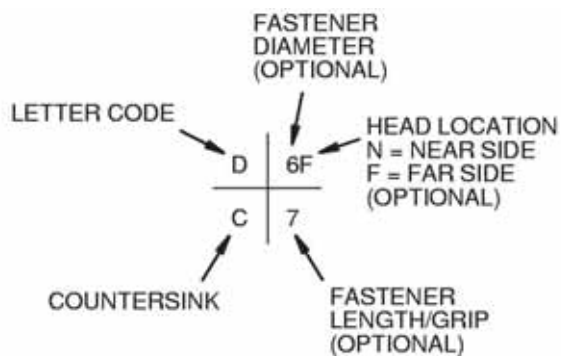 FASTENER
DIAMETER
(OPTIONAL)
LETTER CODE
HEAD LOCATION
N = NEAR SIDE
F = FAR SIDE
(OPTIONAL)
D 6F
C 7
COUNTERSINK
FASTENER
LENGTH/GRIP
(OPTIONAL)